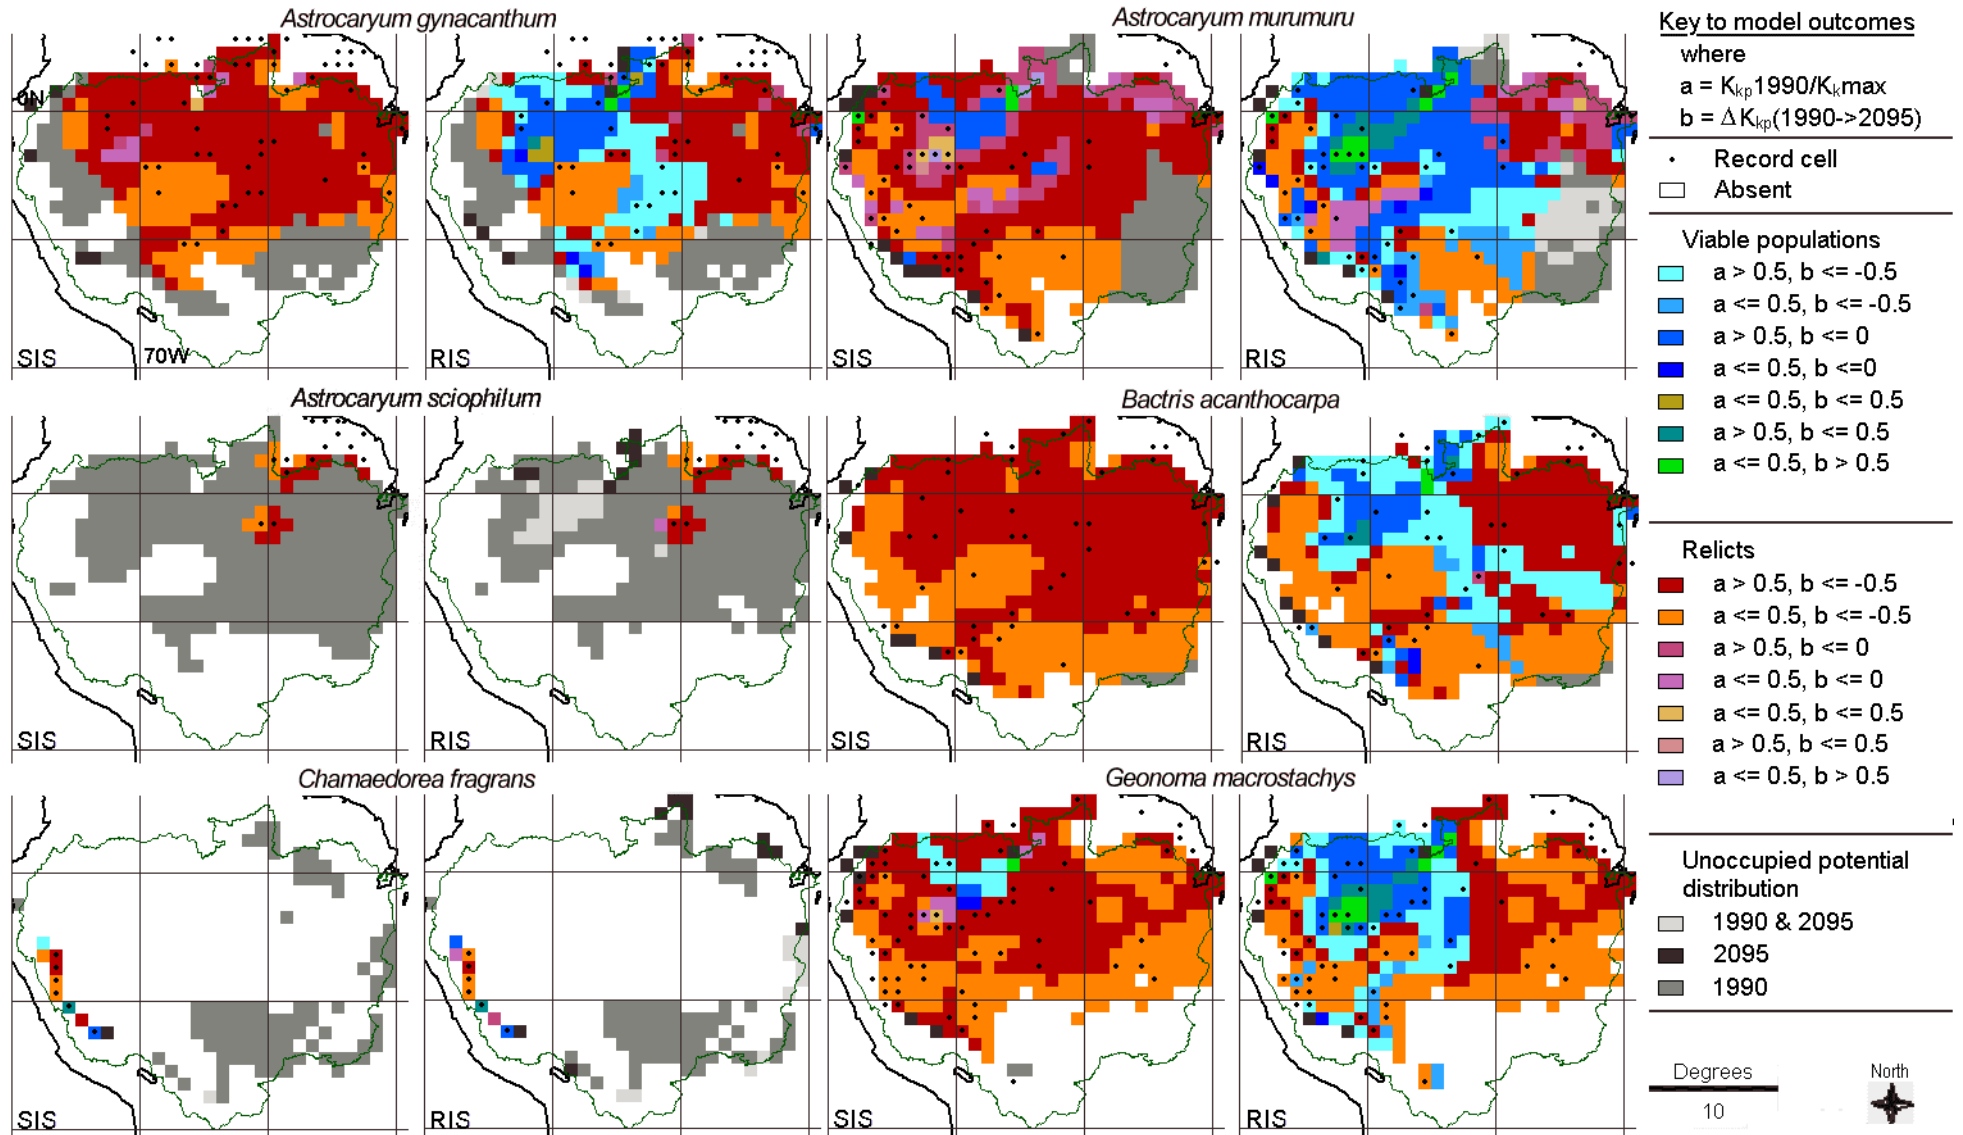 Astrocaryum gynacanthum
Astrocaryum murumuru
0N
SIS
70W
RIS
SIS
RIS
Astrocaryum sciophilum
Bactris acanthocarpa
SIS
RIS
SIS
RIS
Chamaedorea fragrans
Geonoma macrostachys
SIS
RIS
SIS
RIS
Key to model outcomes
where
a = Kkp1990/Kkmax
b = ΔKkp(1990->2095)
Record cell
Absent
Viable populations
a > 0.5, b <= -0.5
a <= 0.5, b <= -0.5
a > 0.5, b <= 0
a <= 0.5, b <=0
a <= 0.5, b <= 0.5
a > 0.5, b <= 0.5
a <= 0.5, b > 0.5
Relicts
a > 0.5, b <= -0.5
a <= 0.5, b <= -0.5
a > 0.5, b <= 0
a <= 0.5, b <= 0
a <= 0.5, b <= 0.5
a > 0.5, b <= 0.5
a <= 0.5, b > 0.5
Unoccupied potential
distribution
1990 & 2095
2095
1990
Degrees
10
North